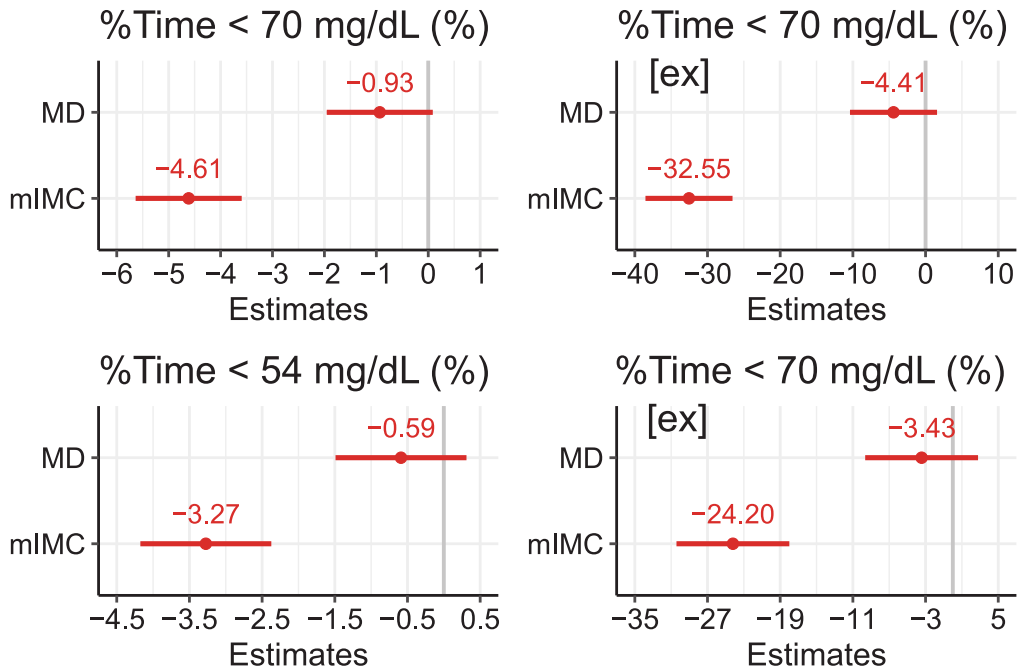 %Time < 70 mg/dL (%)
MD
mIMC
−0.93
−4.61
−6 −5 −4 −3 −2 −1 0 1
Estimates
%Time < 70 mg/dL (%)
[ex]
MD
mIMC
−4.41
−32.55
−40 −30 −20 −10 0 10
Estimates
%Time < 54 mg/dL (%)
MD
mIMC
−0.59
−3.27
−4.5 −3.5 −2.5 −1.5 −0.5 0.5
Estimates
%Time < 70 mg/dL (%)
[ex]
MD
mIMC
−3.43
−24.20
−35 −27 −19 −11 −3 5
Estimates